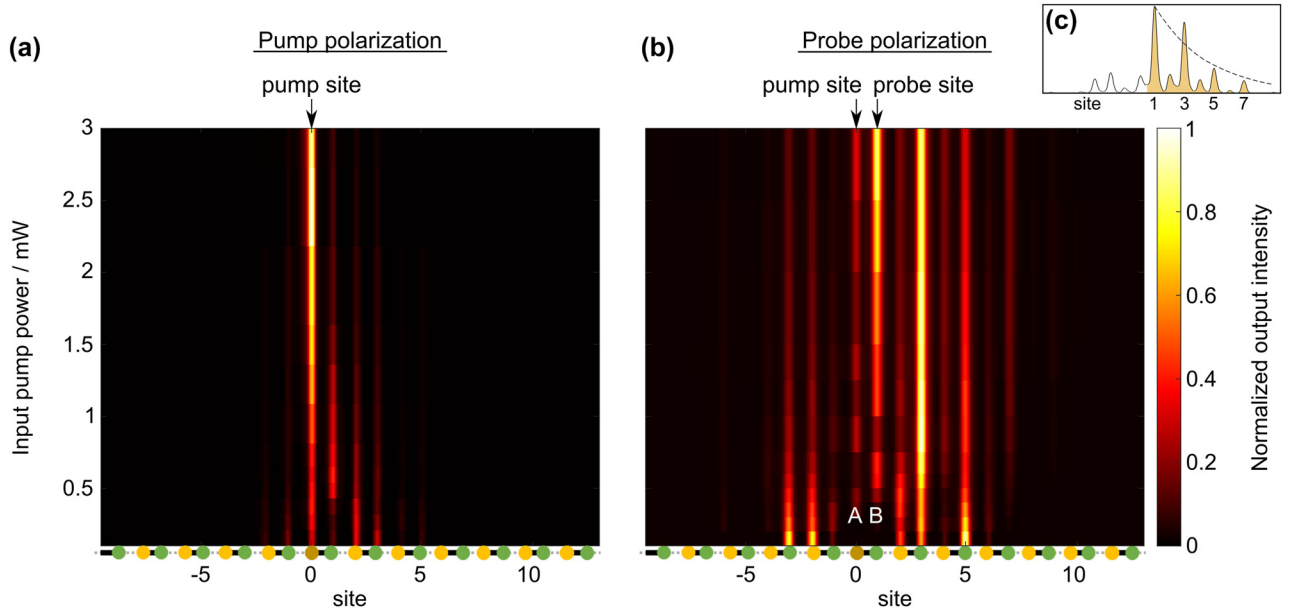 (a)
Pump polarization
pump site
(b)
Probe polarization
pump site probe site
(c)
site 1 3 5 7
Input pump power / mW
3
2.5
2
1.5
1
0.5
-5 0 5 10
site
A B
-5 0 5 10
site
1
0.8
0.6
0.4
0.2
0
Normalized output intensity